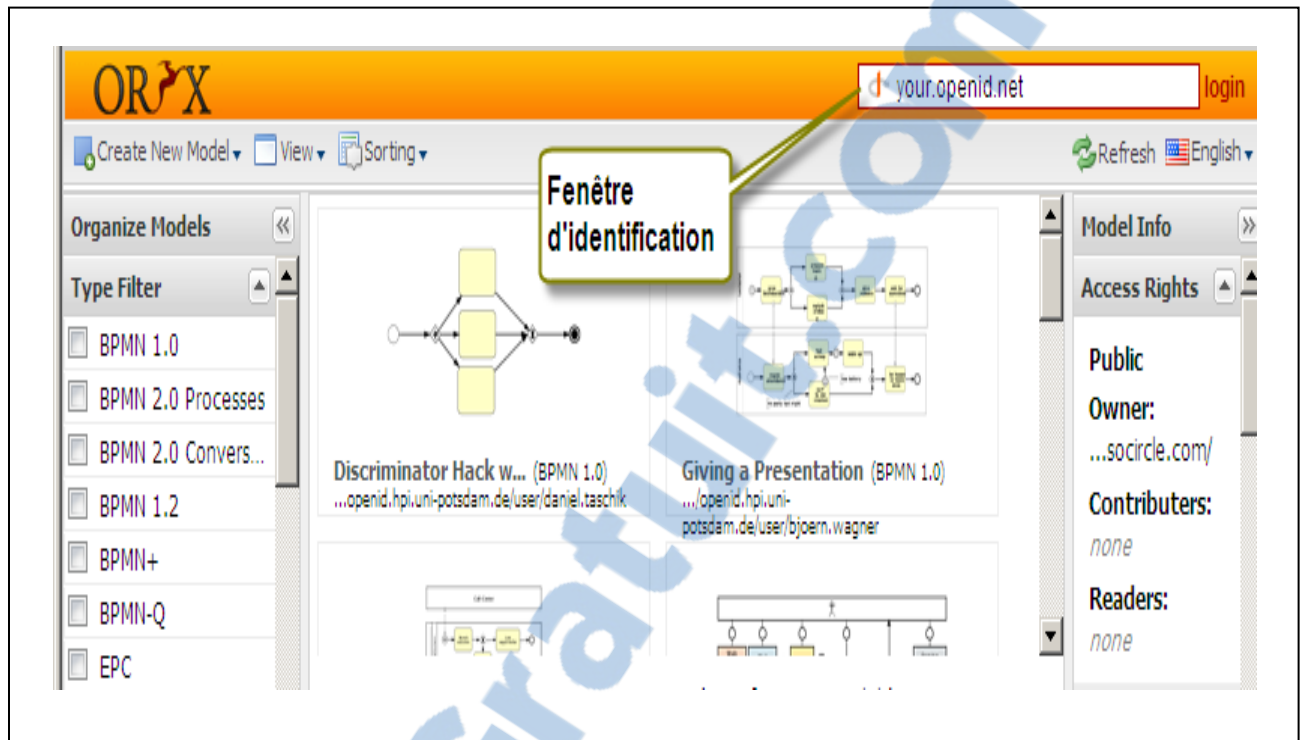 ORYX
your.openid.net
login
Create New Model
View
Sorting
Refresh
English
Fenêtre
d'identification
Organize Models
Type Filter
BPMN 1.0
BPMN 2.0 Processes
BPMN 2.0 Convers...
BPMN 1.2
BPMN+
BPMN-Q
EPC
Discriminator Hack w... (BPMN 1.0)
...openid.hpi.uni-potsdam.de/user/daniel.taschik
Giving a Presentation (BPMN 1.0)
.../openid.hpi.uni-
potsdam.de/user/bjoern.wagner
Model Info
Access Rights
Public
Owner:
...socircle.com/
Contributers:
none
Readers:
none
gratuit.com